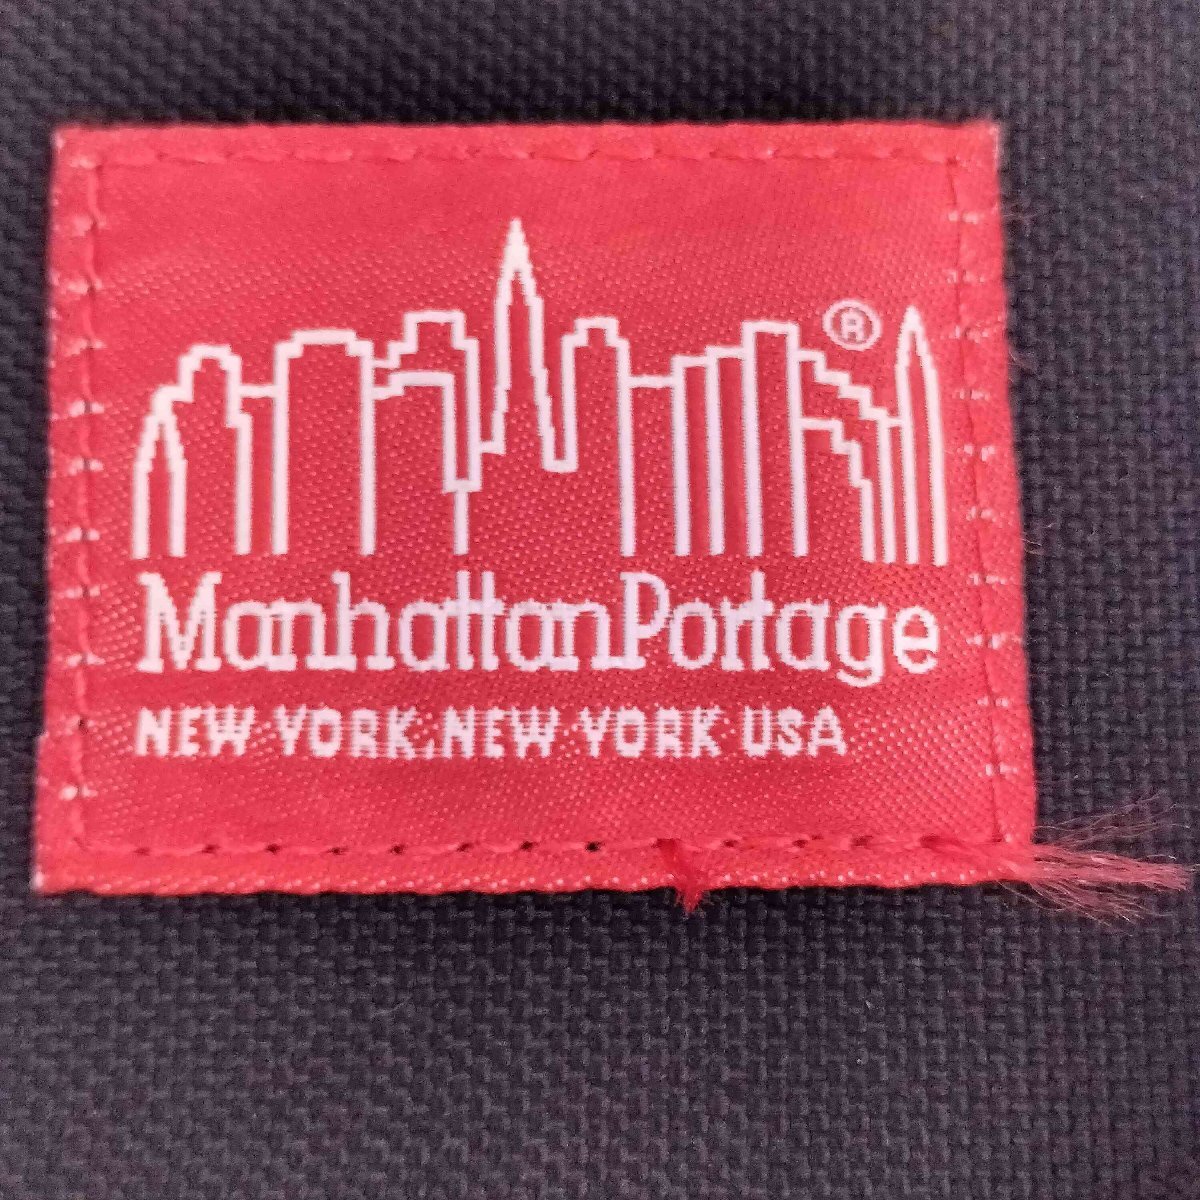 ®
ManhattanPortage
NEW YORK, NEW YORK USA